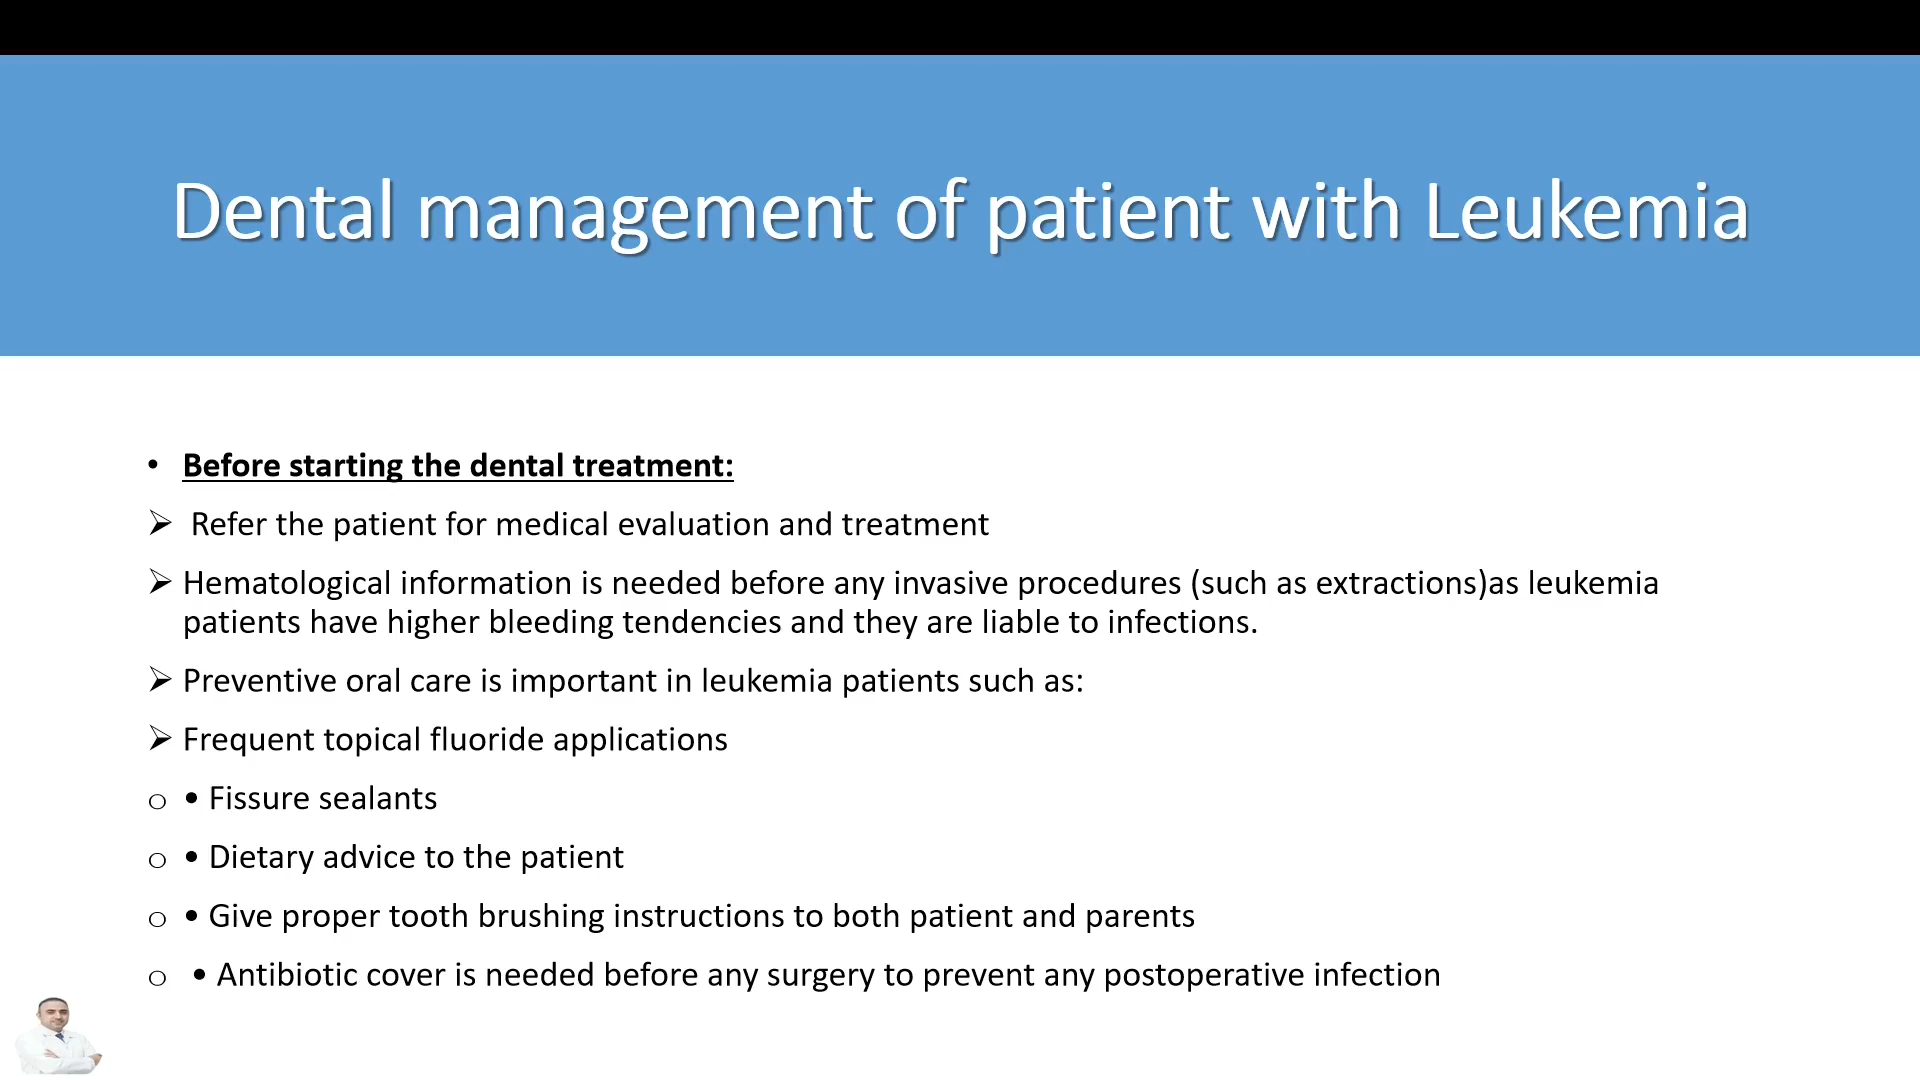 Dental management of patient with Leukemia
• Before starting the dental treatment:
➢ Refer the patient for medical evaluation and treatment
➢ Hematological information is needed before any invasive procedures (such as extractions)as leukemia
patients have higher bleeding tendencies and they are liable to infections.
➢ Preventive oral care is important in leukemia patients such as:
➢ Frequent topical fluoride applications
o • Fissure sealants
o • Dietary advice to the patient
o • Give proper tooth brushing instructions to both patient and parents
o • Antibiotic cover is needed before any surgery to prevent any postoperative infection